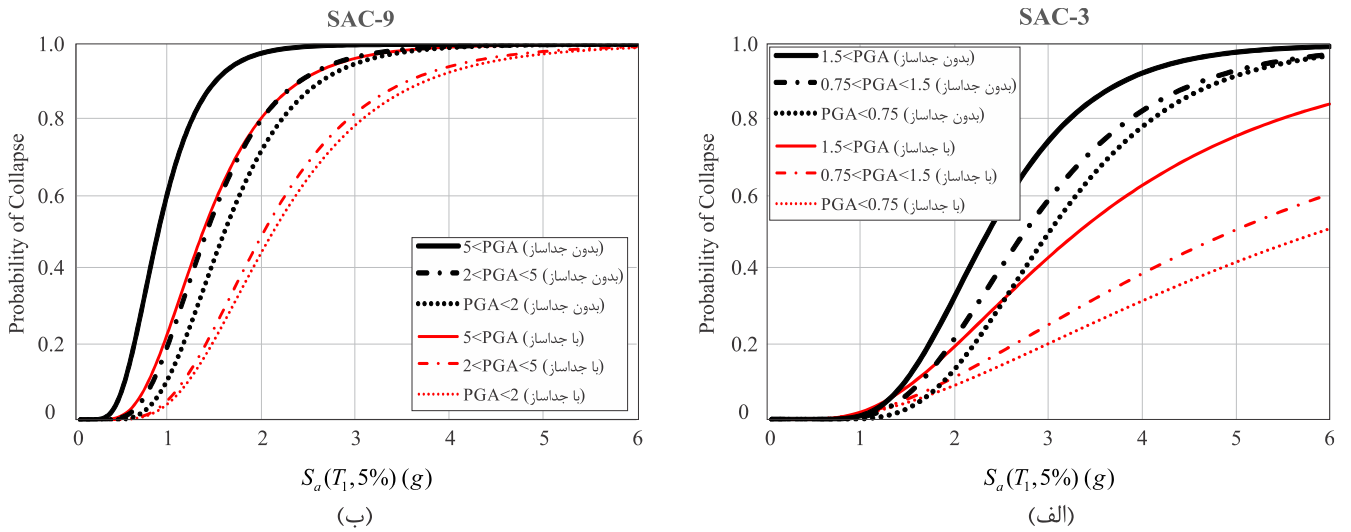 SAC-9
1.0
0.8
0.6
0.4
0.2
0
Probability of Collapse
5<PGA (بدون جداساز)
2<PGA<5 (بدون جداساز)
PGA<2 (بدون جداساز)
5<PGA (با جداساز)
2<PGA<5 (با جداساز)
PGA<2 (با جداساز)
0 1 2 3 4 5 6
Sₐ(T₁,5%) (g)
(ب)
SAC-3
1.0
0.8
0.6
0.4
0.2
0
Probability of Collapse
1.5<PGA (بدون جداساز)
0.75<PGA<1.5 (بدون جداساز)
PGA<0.75 (بدون جداساز)
1.5<PGA (با جداساز)
0.75<PGA<1.5 (با جداساز)
PGA<0.75 (با جداساز)
0 1 2 3 4 5 6
Sₐ(T₁,5%) (g)
(الف)